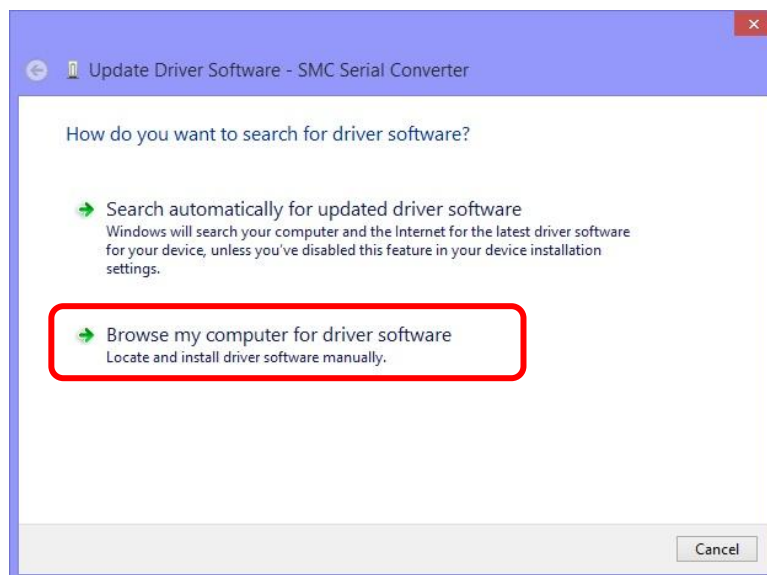 Update Driver Software - SMC Serial Converter
How do you want to search for driver software?
Search automatically for updated driver software
Windows will search your computer and the Internet for the latest driver software
for your device, unless you've disabled this feature in your device installation
settings.
Browse my computer for driver software
Locate and install driver software manually.
Cancel